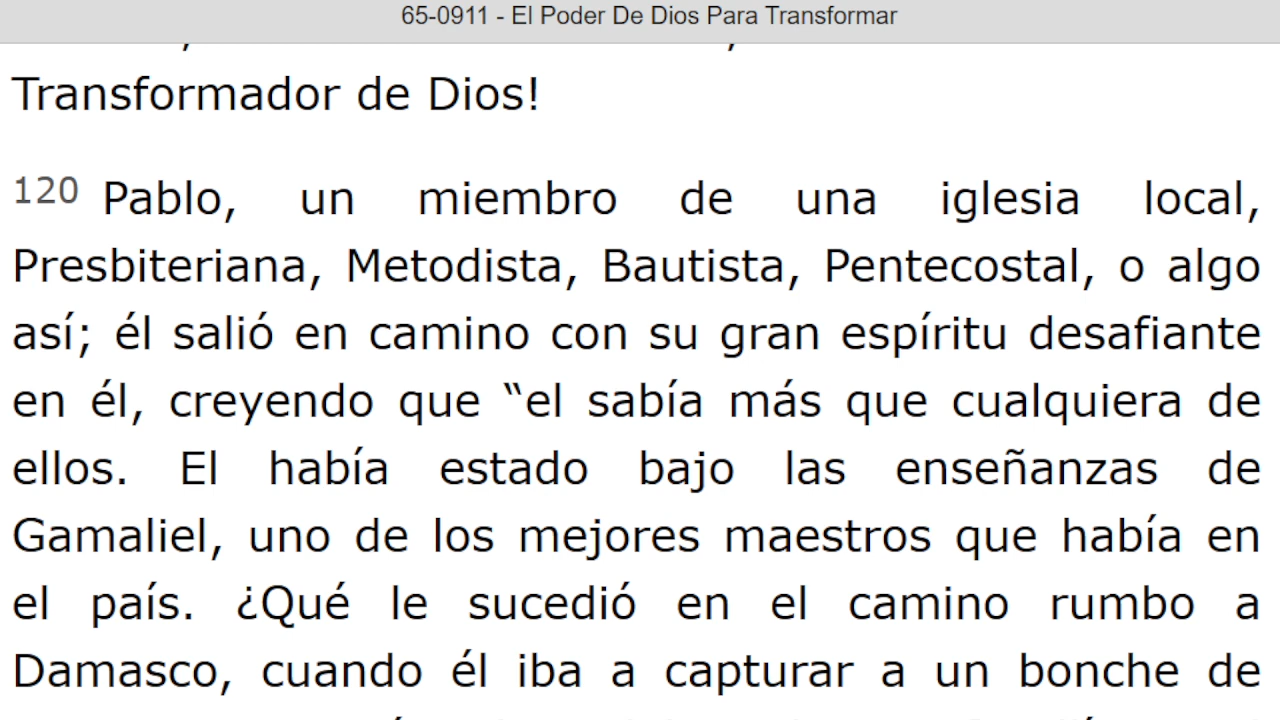 65-0911 - El Poder De Dios Para Transformar
Transformador de Dios!
120 Pablo, un miembro de una iglesia local,
Presbiteriana, Metodista, Bautista, Pentecostal, o algo
así; él salió en camino con su gran espíritu desafiante
en él, creyendo que “el sabía más que cualquiera de
ellos. El había estado bajo las enseñanzas de
Gamaliel, uno de los mejores maestros que había en
el país. ¿Qué le sucedió en el camino rumbo a
Damasco, cuando él iba a capturar a un bonche de